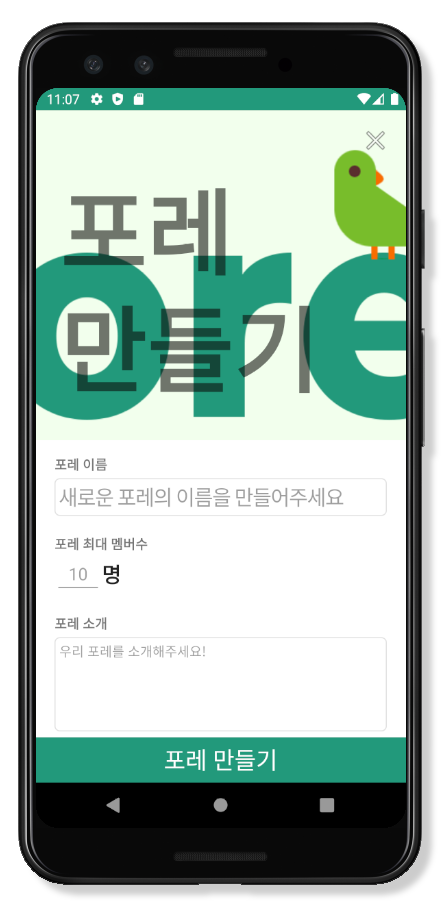 11:07
포레
ore
만들기
포레 이름
새로운 포레의 이름을 만들어주세요
포레 최대 멤버수
10 명
포레 소개
우리 포레를 소개해주세요!
포레 만들기